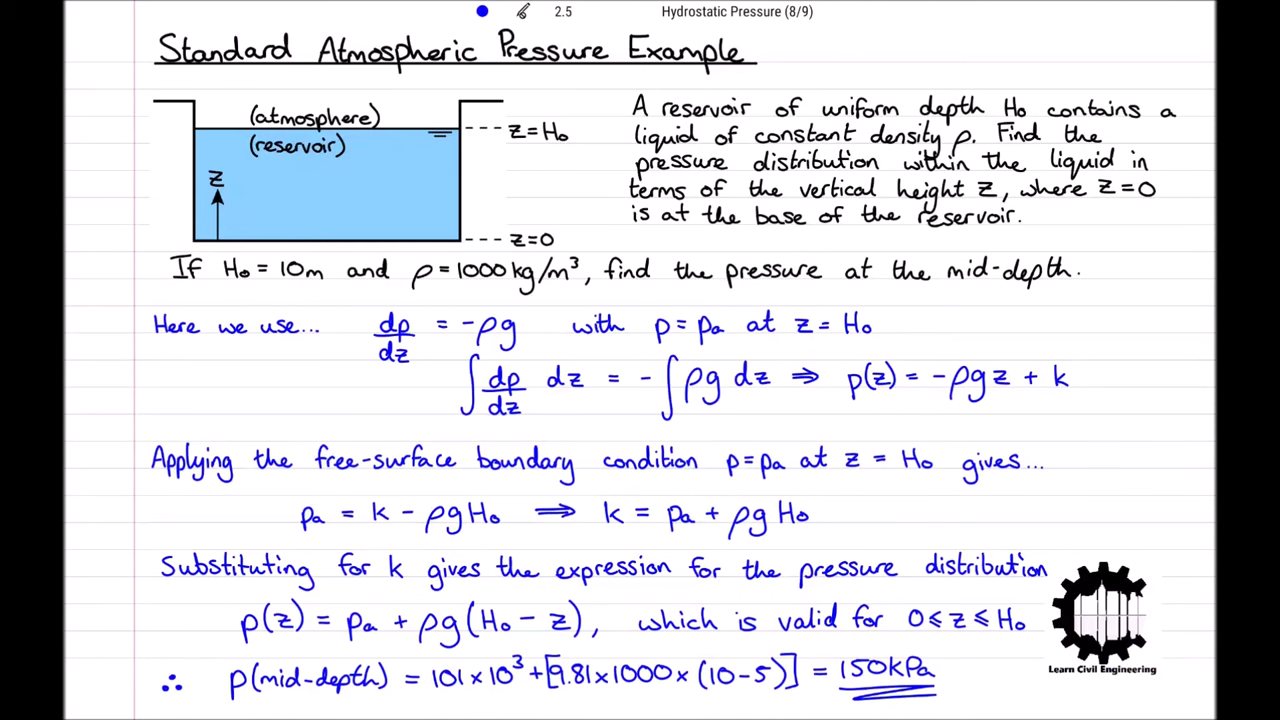 2.5 Hydrostatic Pressure (8/9)
Standard Atmospheric Pressure Example
(atmosphere)
(reservoir)
z
z = H₀
z = 0
A reservoir of uniform depth H₀ contains a
liquid of constant density ρ. Find the
pressure distribution within the liquid in
terms of the vertical height z, where z = 0
is at the base of the reservoir.
If H₀ = 10m and ρ = 1000 kg/m³, find the pressure at the mid-depth.
Here we use... dp/dz = -ρg with p = pₐ at z = H₀
∫ dp/dz dz = - ∫ ρg dz ⇒ p(z) = -ρgz + k
Applying the free-surface boundary condition p = pₐ at z = H₀ gives...
pₐ = k - ρgH₀ ⟹ k = pₐ + ρgH₀
Substituting for k gives the expression for the pressure distribution
p(z) = pₐ + ρg(H₀ - z), which is valid for 0 ⩽ z ⩽ H₀
∴ p(mid-depth) = 101 × 10³ + [9.81 × 1000 × (10-5)] = 150kPa
Learn Civil Engineering